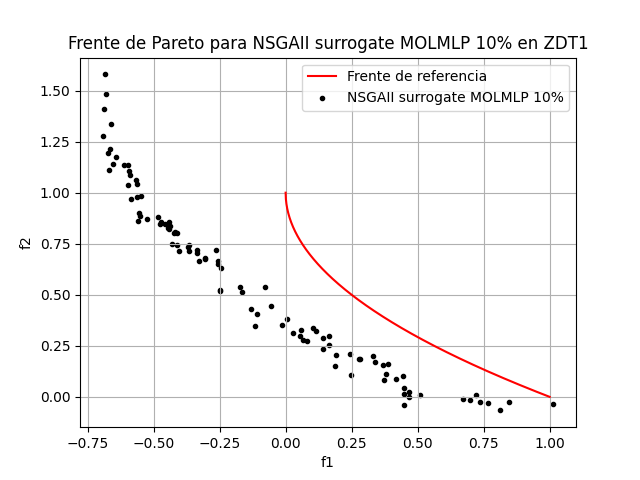 Frente de Pareto para NSGAII surrogate MOLMLP 10% en ZDT1
Frente de referencia
NSGAII surrogate MOLMLP 10%
1.50
1.25
1.00
0.75
0.50
0.25
0.00
f2
−0.75 −0.50 −0.25 0.00 0.25 0.50 0.75 1.00
f1